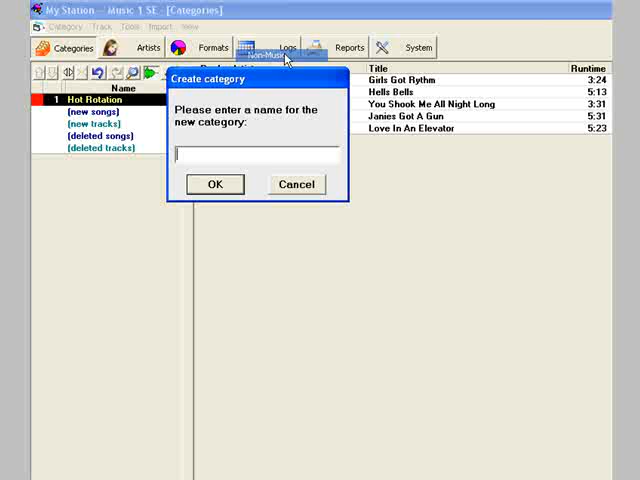 My Station -- Music 1 SE - [Categories]
Category Track Tools Import View
Categories Artists Formats Logs Reports System
Non-Music
Create category
Please enter a name for the
new category:
OK Cancel
Name
1 Hot Rotation
(new songs)
(new tracks)
(deleted songs)
(deleted tracks)
Title Runtime
Girls Got Rythm 3:24
Hells Bells 5:13
You Shook Me All Night Long 3:31
Janies Got A Gun 5:31
Love In An Elevator 5:23